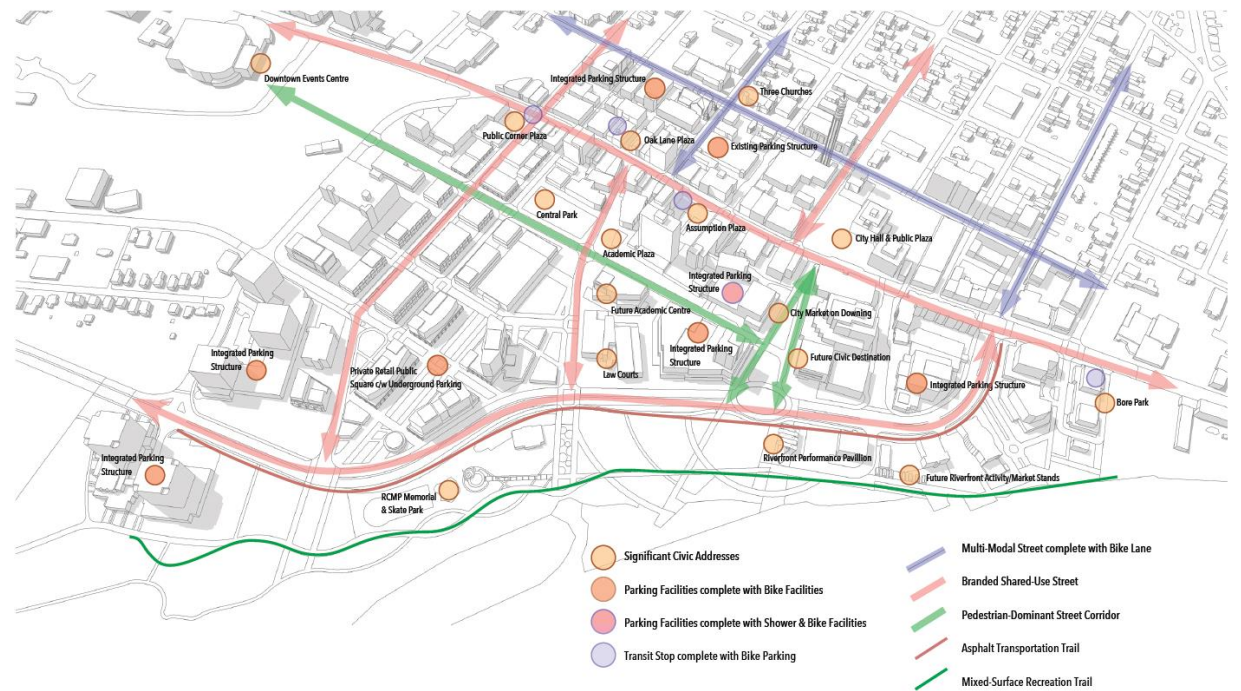 Downtown Events Centre
Integrated Parking Structure
Three Churches
Public Corner Plaza
Oak Lane Plaza
Existing Parking Structure
Central Park
Assumption Plaza
Academic Plaza
City Hall & Public Plaza
Integrated Parking
Structure
Future Academic Centre
City Market on Downing
Integrated Parking
Structure
Integrated Parking
Structure
Private Retail Public
Square c/w Underground Parking
Law Courts
Future Civic Destination
Integrated Parking Structure
Bore Park
Integrated Parking
Structure
Riverfront Performance Pavillion
RCMP Memorial
& Skate Park
Future Riverfront Activity/Market Stands
Significant Civic Addresses
Parking Facilities complete with Bike Facilities
Parking Facilities complete with Shower & Bike Facilities
Transit Stop complete with Bike Parking
Multi-Modal Street complete with Bike Lane
Branded Shared-Use Street
Pedestrian-Dominant Street Corridor
Asphalt Transportation Trail
Mixed-Surface Recreation Trail